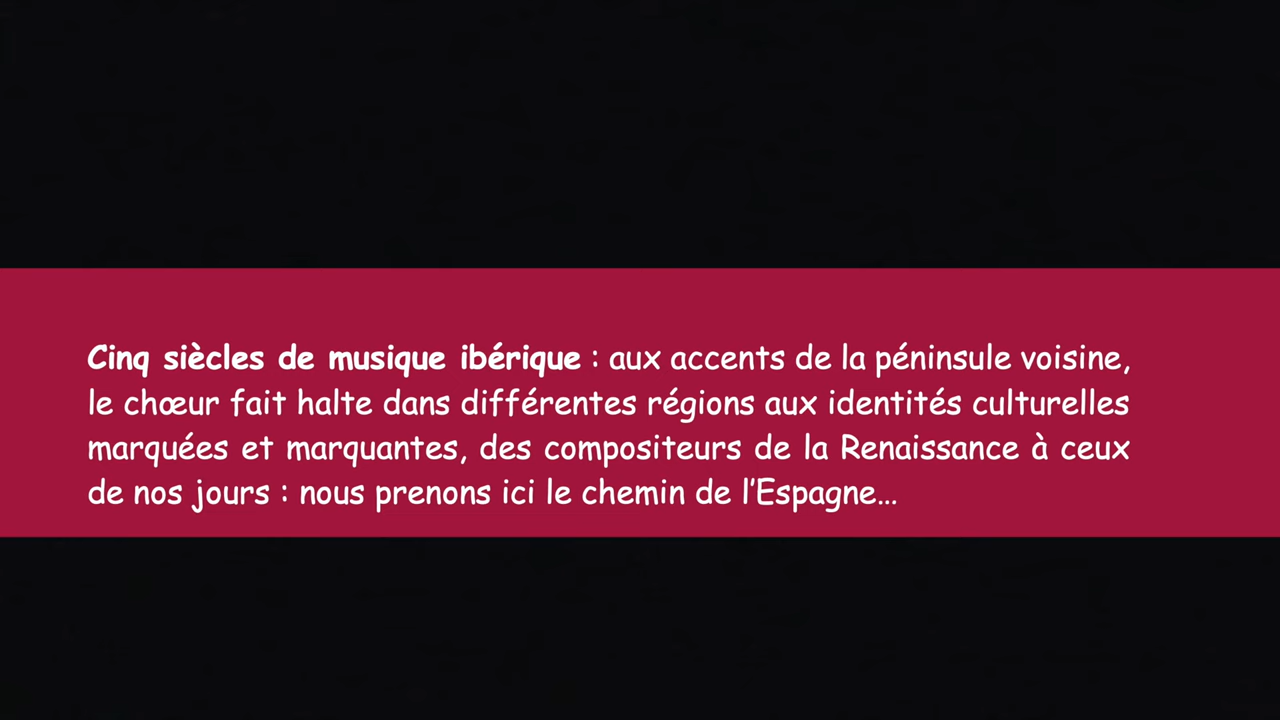 Cinq siècles de musique ibérique : aux accents de la péninsule voisine,
le chœur fait halte dans différentes régions aux identités culturelles
marquées et marquantes, des compositeurs de la Renaissance à ceux
de nos jours : nous prenons ici le chemin de l’Espagne...